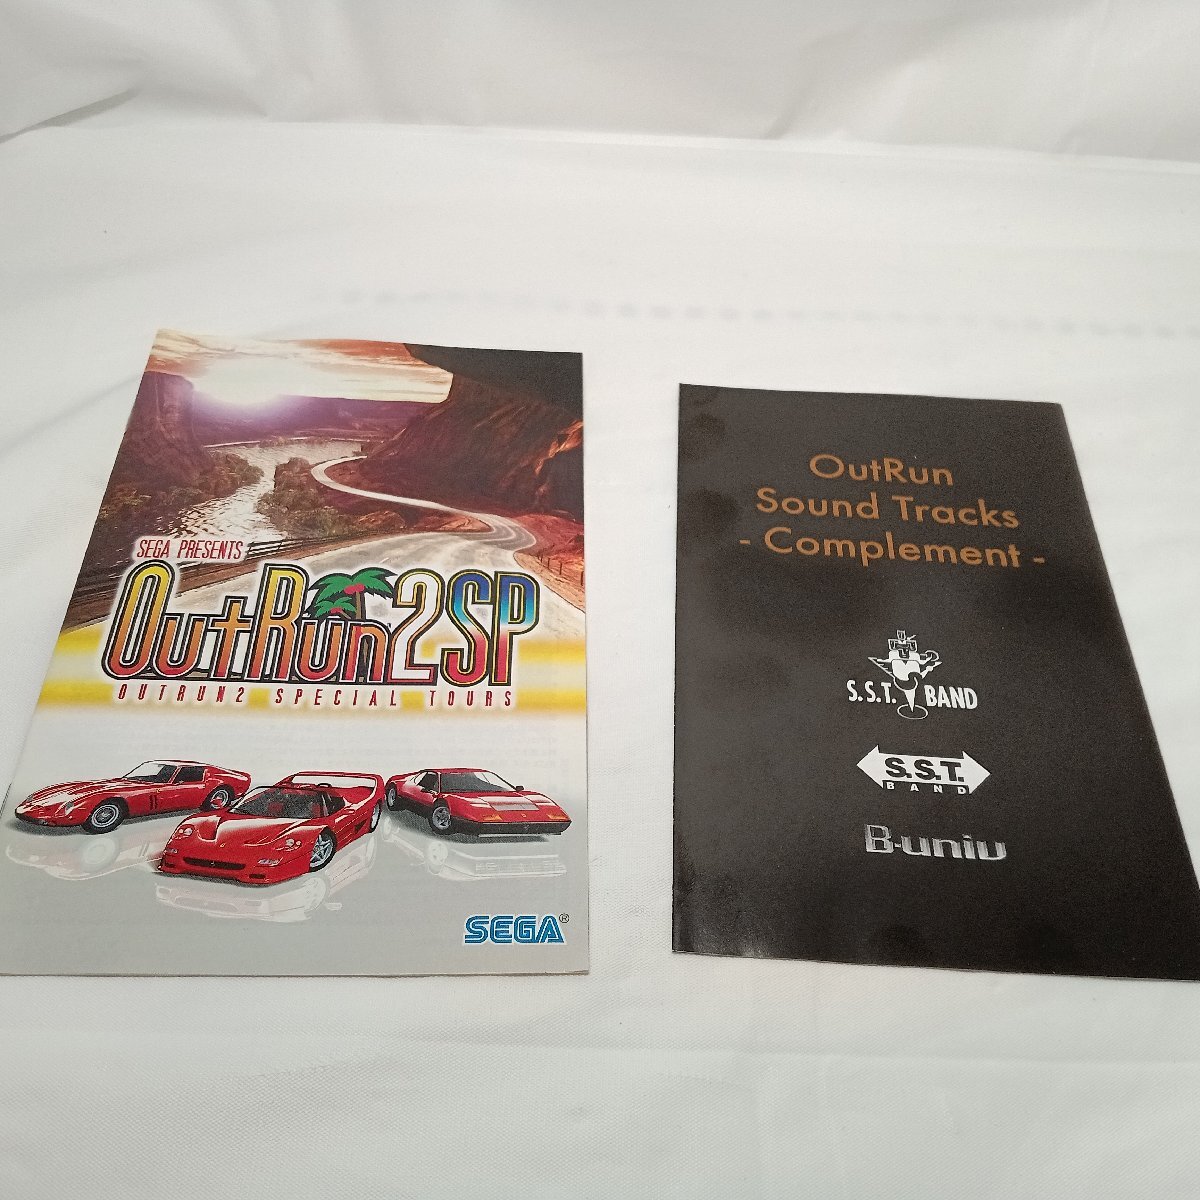 SEGA PRESENTS
OutRun2SP
OUTRUN2 SPECIAL TOURS
SEGA®
OutRun
Sound Tracks
- Complement -
S.S.T. BAND
S.S.T.
BAND
B-univ